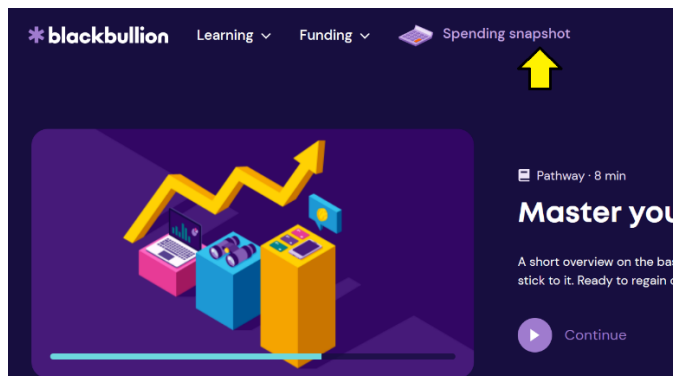 blackbullion Learning Funding Spending snapshot
Pathway · 8 min
Master you
A short overview on the bas
stick to it. Ready to regain c
Continue